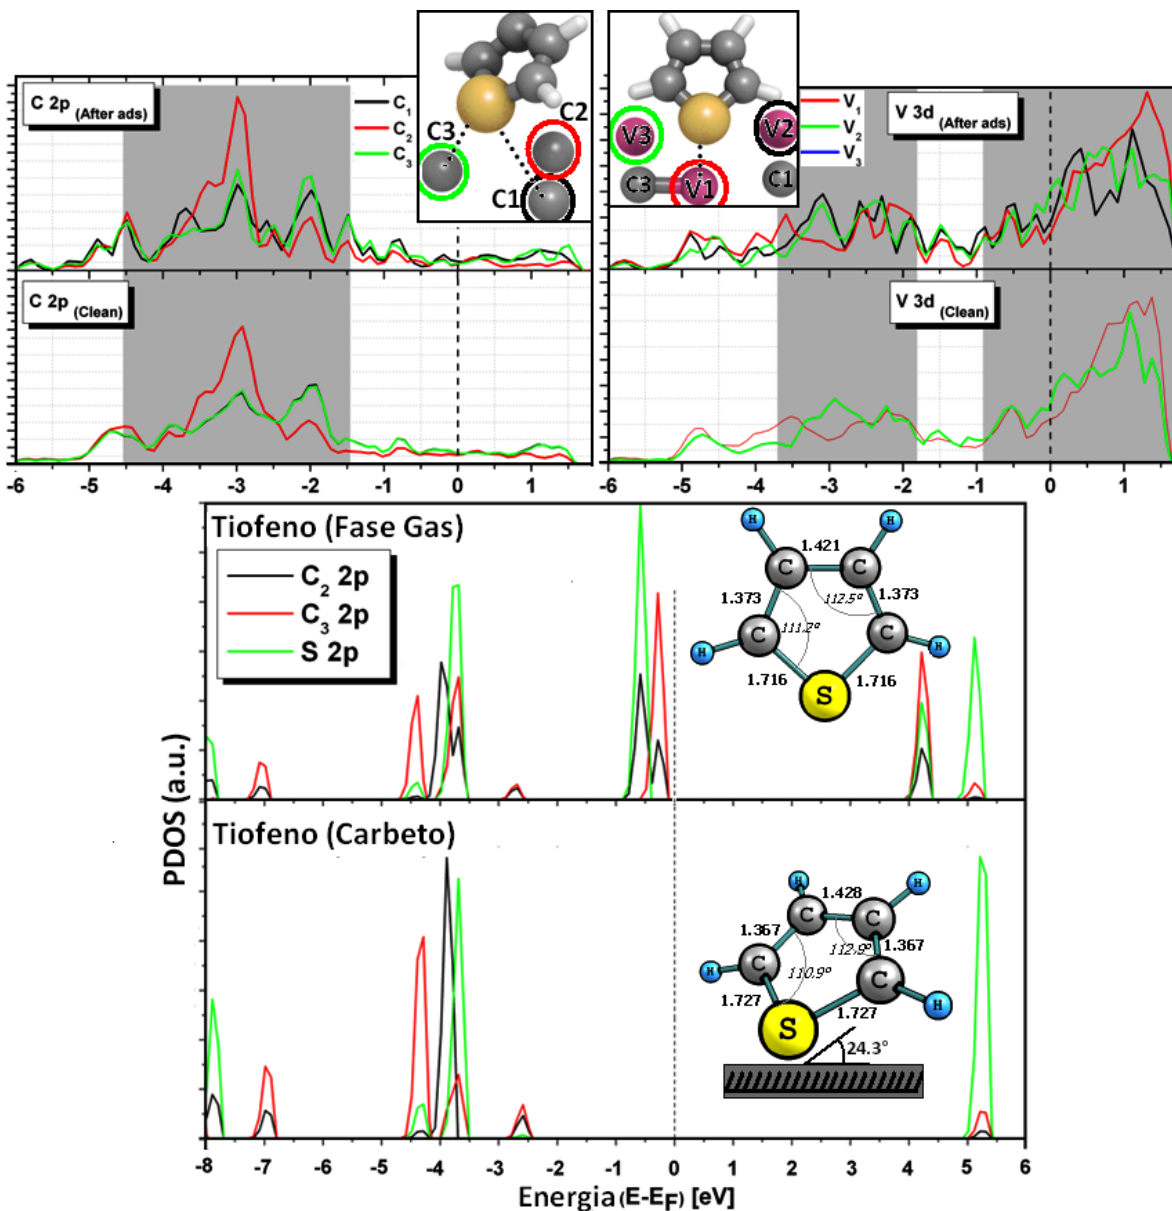 C 2p (After ads)
C1
C2
C3
C3
C2
C1
V3
V2
C3
V1
C1
V1
V2
V3
V 3d (After ads)
C 2p (Clean)
V 3d (Clean)
-6 -5 -4 -3 -2 -1 0 1
-6 -5 -4 -3 -2 -1 0 1
Tiofeno (Fase Gas)
C2 2p
C3 2p
S 2p
H H
1.421
C C
1.373 112.5º 1.373
111.2º
H C C H
1.716 1.716
S
PDOS (a.u.)
Tiofeno (Carbeto)
H H
1.428
C C
1.367 112.9º 1.367
H C 110.9º C H
1.727 1.727
S
24.3°
-8 -7 -6 -5 -4 -3 -2 -1 0 1 2 3 4 5 6
Energia (E-EF) [eV]